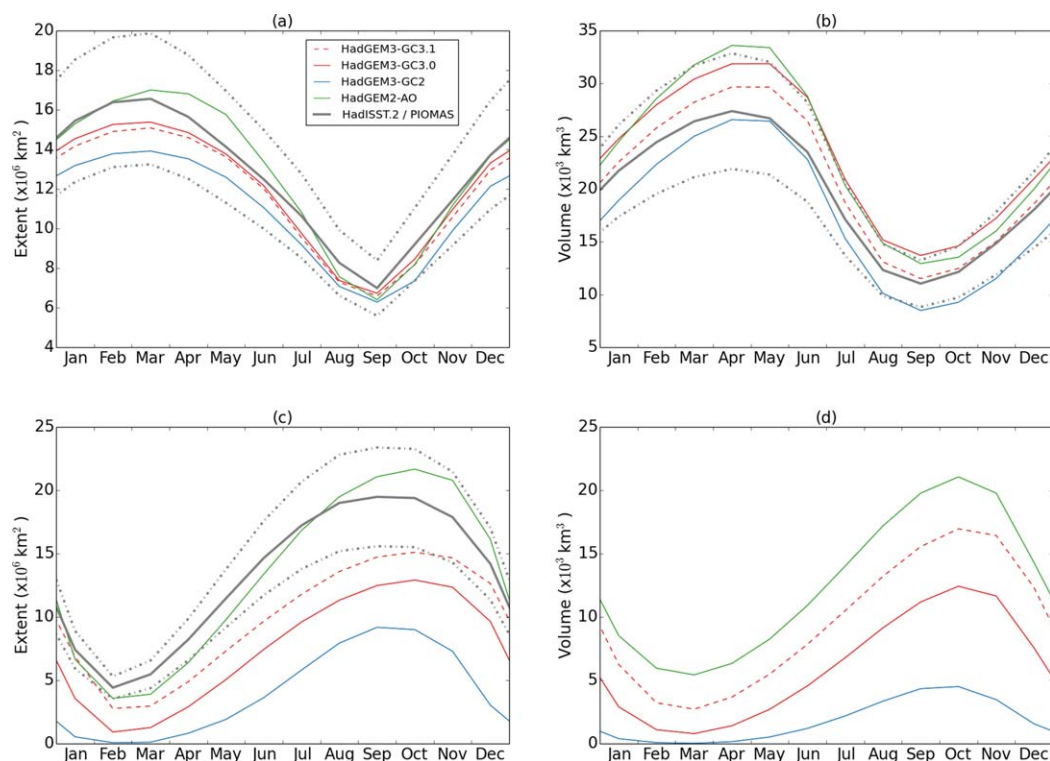 (a)
20
18
16
14
12
10
8
6
4
Extent (x10⁶ km²)
HadGEM3-GC3.1
HadGEM3-GC3.0
HadGEM3-GC2
HadGEM2-AO
HadISST.2 / PIOMAS
Jan Feb Mar Apr May Jun Jul Aug Sep Oct Nov Dec
(b)
35
30
25
20
15
10
5
Volume (x10³ km³)
Jan Feb Mar Apr May Jun Jul Aug Sep Oct Nov Dec
(c)
25
20
15
10
5
0
Extent (x10⁶ km²)
Jan Feb Mar Apr May Jun Jul Aug Sep Oct Nov Dec
(d)
25
20
15
10
5
0
Volume (x10³ km³)
Jan Feb Mar Apr May Jun Jul Aug Sep Oct Nov Dec